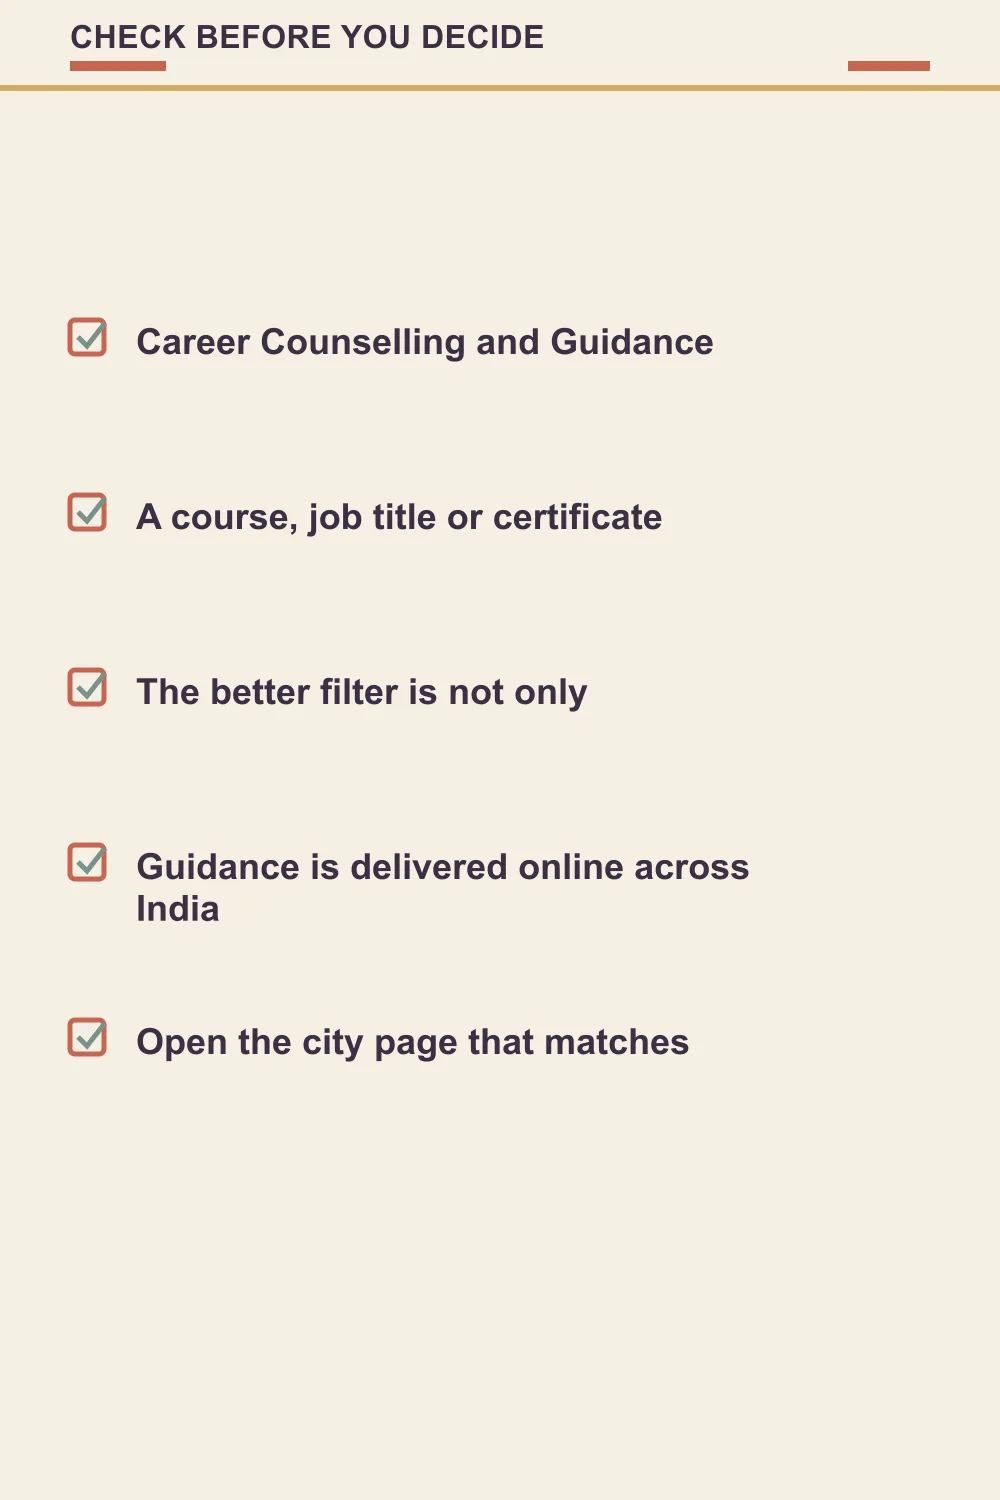 CHECK BEFORE YOU DECIDE
Career Counselling and Guidance
A course, job title or certificate
The better filter is not only
Guidance is delivered online across
India
Open the city page that matches